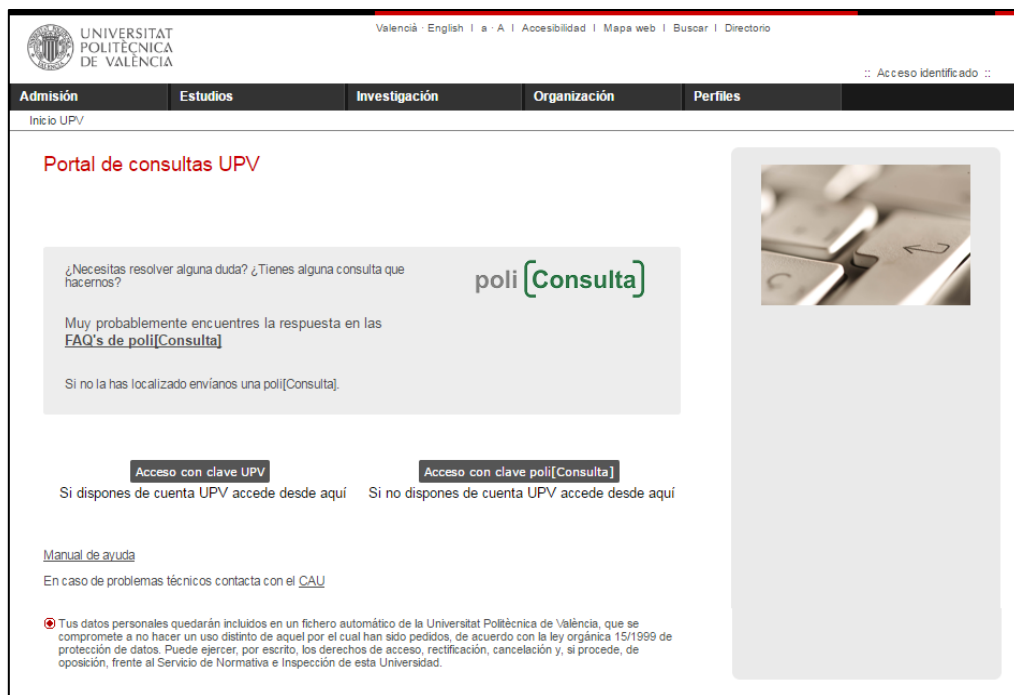 UNIVERSITAT
POLITÈCNICA
DE VALÈNCIA
Valencià · English | a · A | Accesibilidad | Mapa web | Buscar | Directorio
:: Acceso identificado ::
Admisión Estudios Investigación Organización Perfiles
Inicio UPV
Portal de consultas UPV
¿Necesitas resolver alguna duda? ¿Tienes alguna consulta que
hacernos?
poli[Consulta]
Muy probablemente encuentres la respuesta en las
FAQ's de poli[Consulta]
Si no la has localizado envíanos una poli[Consulta].
Acceso con clave UPV
Si dispones de cuenta UPV accede desde aquí
Acceso con clave poli[Consulta]
Si no dispones de cuenta UPV accede desde aquí
Manual de ayuda
En caso de problemas técnicos contacta con el CAU
Tus datos personales quedarán incluidos en un fichero automático de la Universitat Politècnica de València, que se
compromete a no hacer un uso distinto de aquel por el cual han sido pedidos, de acuerdo con la ley orgánica 15/1999 de
protección de datos. Puede ejercer, por escrito, los derechos de acceso, rectificación, cancelación y, si procede, de
oposición, frente al Servicio de Normativa e Inspección de esta Universidad.